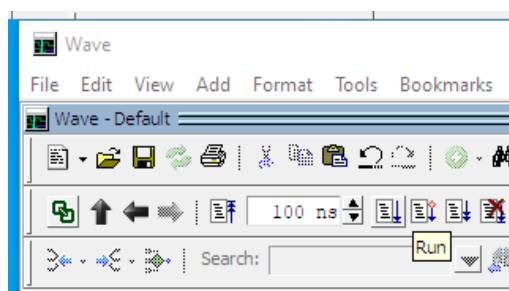 Wave
File Edit View Add Format Tools Bookmarks
Wave - Default
100 ns
Run
Search: